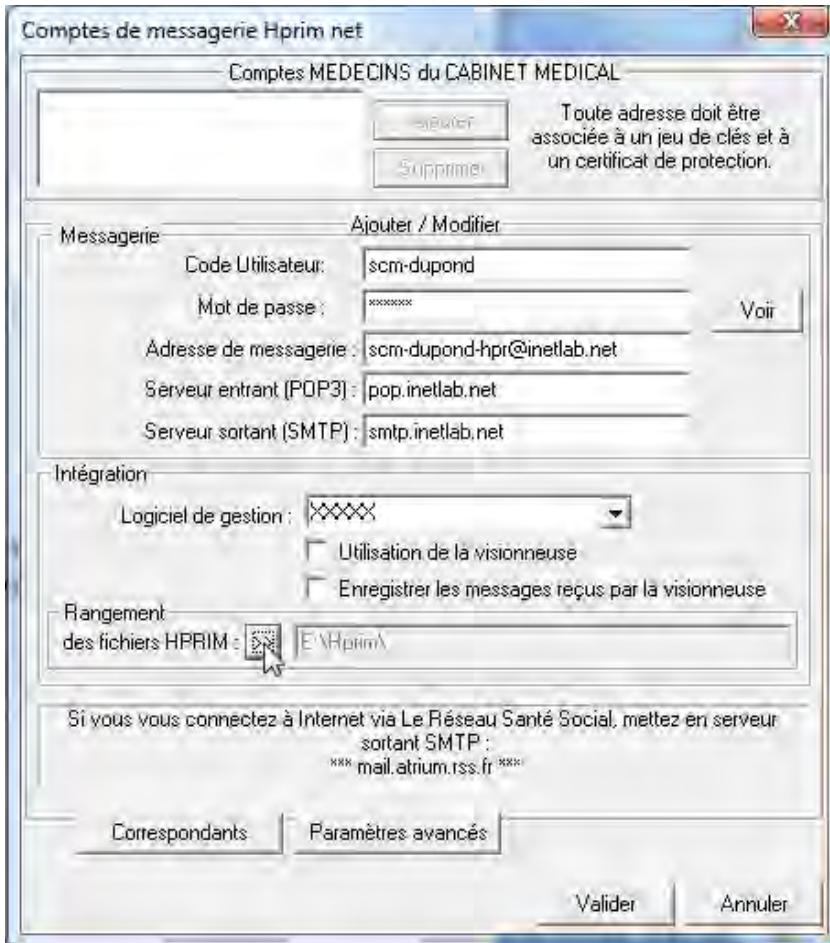 Comptes de messagerie Hprim net
Comptes MEDECINS du CABINET MEDICAL
Ajouter
Supprimer
Toute adresse doit être
associée à un jeu de clés et à
un certificat de protection.
Ajouter / Modifier
Messagerie
Code Utilisateur:
scm-dupond
Mot de passe :
******
Voir
Adresse de messagerie :
scm-dupond-hpr@inetlab.net
Serveur entrant (POP3) :
pop.inetlab.net
Serveur sortant (SMTP) :
smtp.inetlab.net
Intégration
Logiciel de gestion :
XXXXX
Utilisation de la visionneuse
Enregistrer les messages reçus par la visionneuse
Rangement
des fichiers HPRIM :
>>
E:\Hprim\
Si vous vous connectez à Internet via Le Réseau Santé Social, mettez en serveur
sortant SMTP :
*** mail.atrium.rss.fr ***
Correspondants
Paramètres avancés
Valider
Annuler